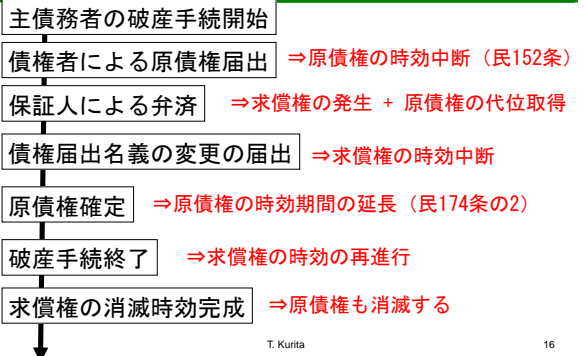 主債務者の破産手続開始
債権者による原債権届出 ⇒原債権の時効中断（民152条）
保証人による弁済 ⇒求償権の発生 + 原債権の代位取得
債権届出名義の変更の届出 ⇒求償権の時効中断
原債権確定 ⇒原債権の時効期間の延長（民174条の2）
破産手続終了 ⇒求償権の時効の再進行
求償権の消滅時効完成 ⇒原債権も消滅する
T. Kurita 16